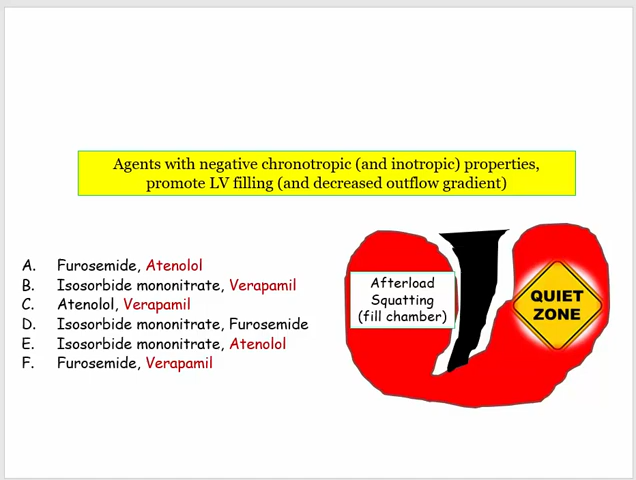 Agents with negative chronotropic (and inotropic) properties,
promote LV filling (and decreased outflow gradient)
A. Furosemide, Atenolol
B. Isosorbide mononitrate, Verapamil
C. Atenolol, Verapamil
D. Isosorbide mononitrate, Furosemide
E. Isosorbide mononitrate, Atenolol
F. Furosemide, Verapamil
Afterload
Squatting
(fill chamber)
QUIET
ZONE